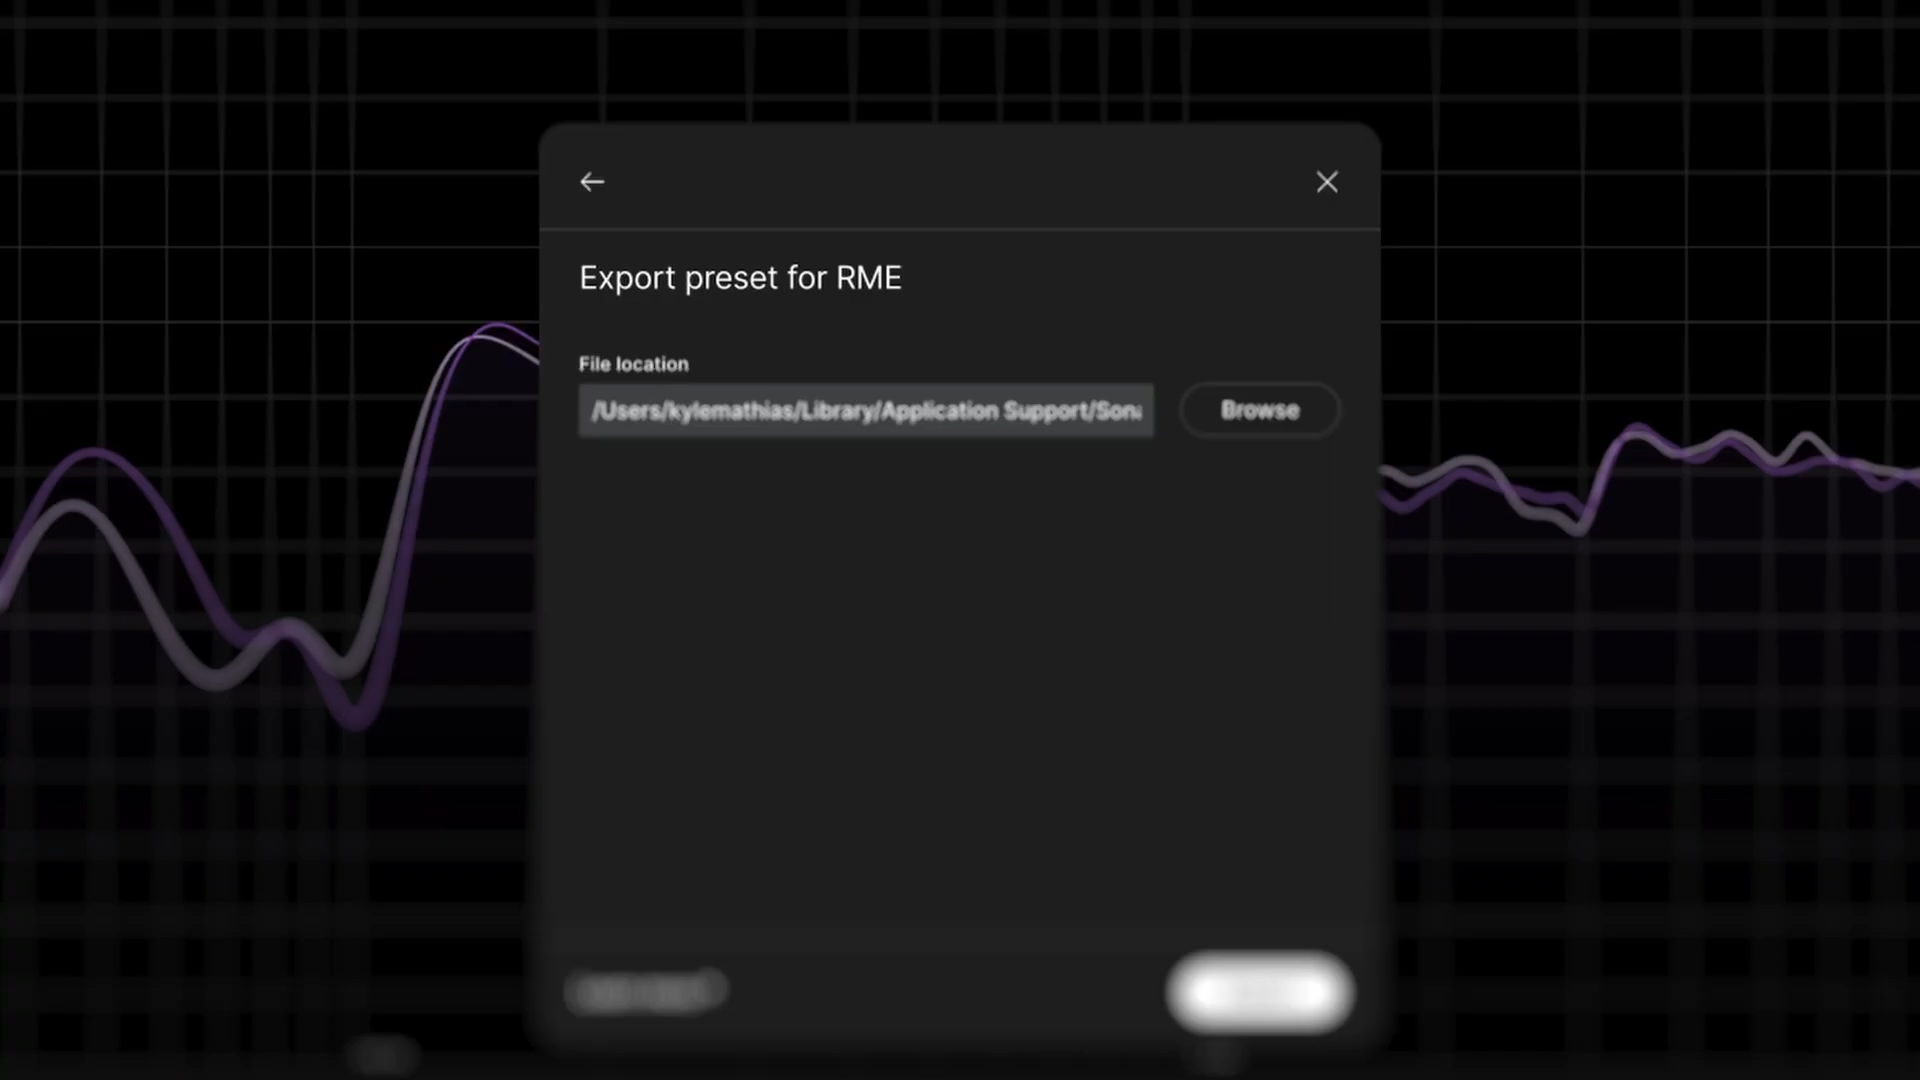 Export preset for RME
File location
/Users/kylemathias/Library/Application Support/Son
Browse